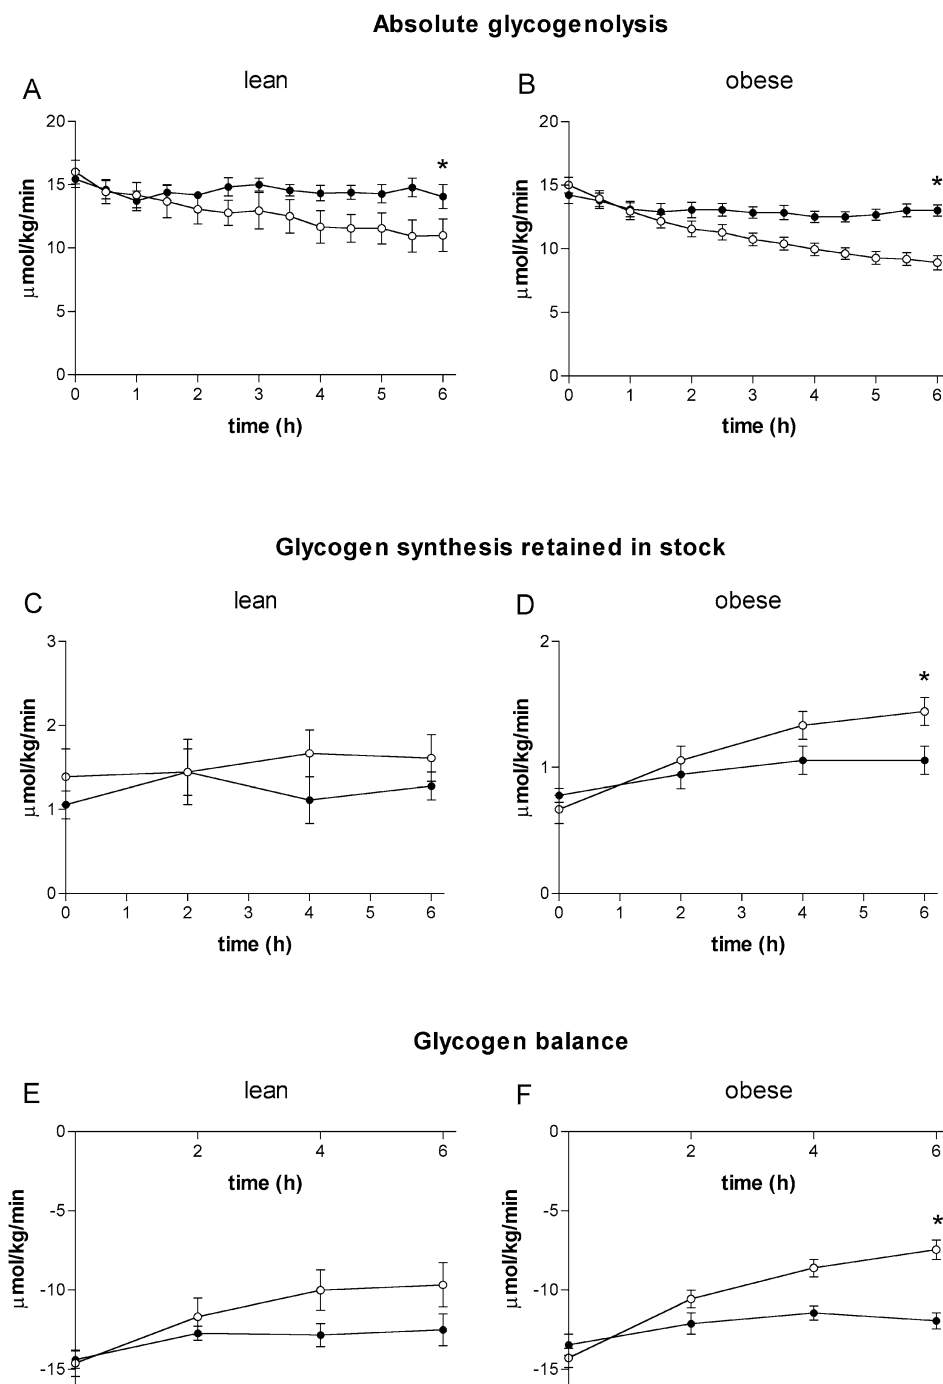 Absolute glycogenolysis
A
lean
20
15
10
5
0
*
μmol/kg/min
0 1 2 3 4 5 6
time (h)
B
obese
20
15
10
5
0
*
μmol/kg/min
0 1 2 3 4 5 6
time (h)
Glycogen synthesis retained in stock
C
lean
3
2
1
0
μmol/kg/min
0 1 2 3 4 5 6
time (h)
D
obese
2
1
0
*
μmol/kg/min
0 1 2 3 4 5 6
time (h)
Glycogen balance
E
lean
0
-5
-10
-15
2 4 6
time (h)
μmol/kg/min
F
obese
0
-5
-10
-15
2 4 6
time (h)
*
μmol/kg/min